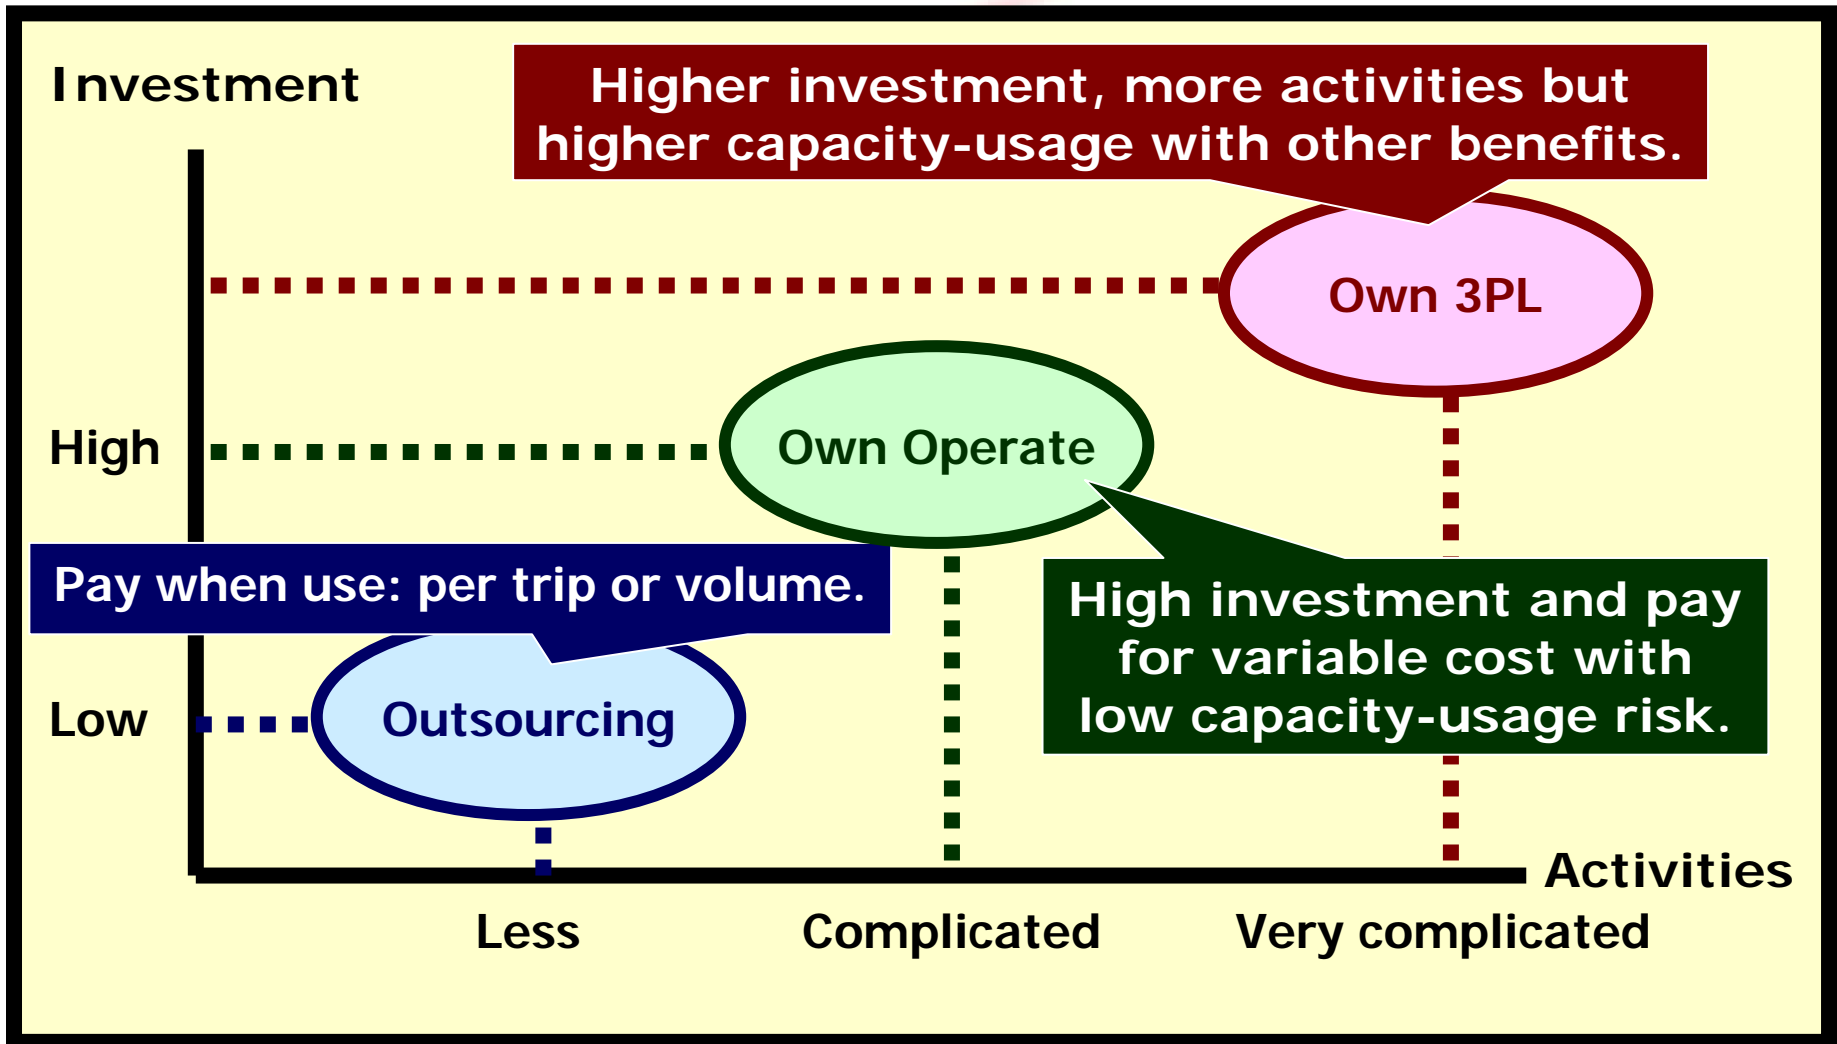 Investment
Higher investment, more activities but
higher capacity-usage with other benefits.
Own 3PL
High
Own Operate
Pay when use: per trip or volume.
High investment and pay
for variable cost with
low capacity-usage risk.
Low
Outsourcing
Activities
Less
Complicated
Very complicated